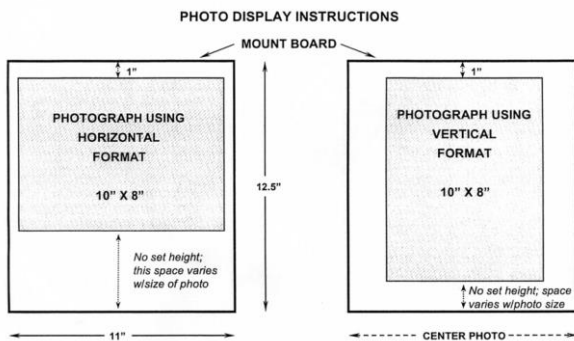 PHOTO DISPLAY INSTRUCTIONS
MOUNT BOARD
1"
PHOTOGRAPH USING
HORIZONTAL
FORMAT
10" X 8"
No set height;
this space varies
w/size of photo
11"
12.5"
1"
PHOTOGRAPH USING
VERTICAL
FORMAT
10" X 8"
No set height; space
varies w/photo size
CENTER PHOTO